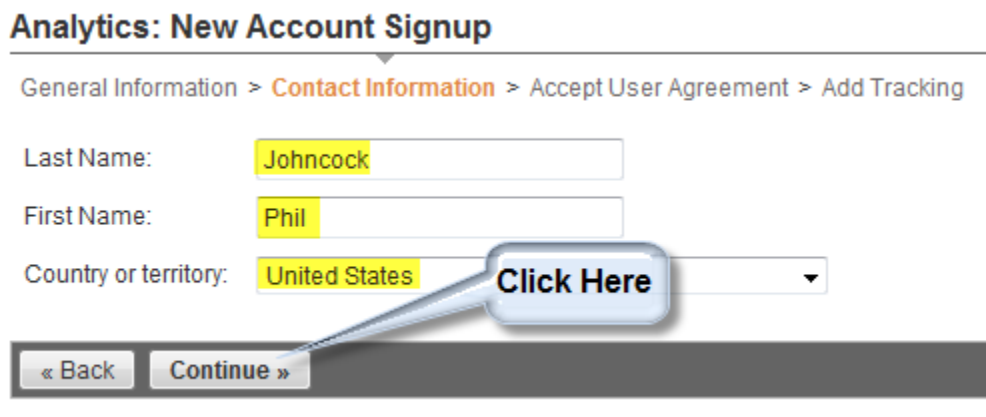 Analytics: New Account Signup
General Information > Contact Information > Accept User Agreement > Add Tracking
Last Name: Johncock
First Name: Phil
Country or territory: United States
Click Here
« Back Continue »